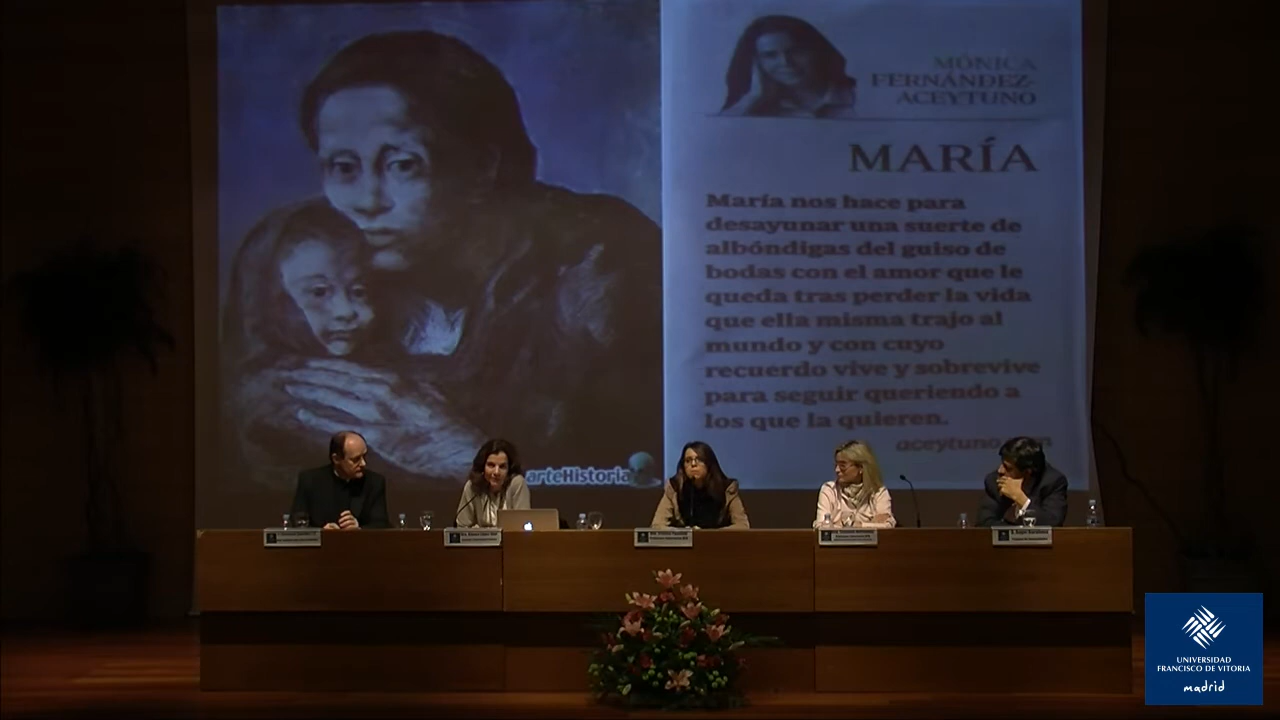 MÓNICA
FERNÁNDEZ-
ACEYTUNO
MARÍA
María nos hace para
desayunar una suerte de
albóndigas del guiso de
bodas con el amor que le
queda tras perder la vida
que ella misma trajo al
mundo y con cuyo
recuerdo vive y sobrevive
para seguir queriendo a
los que la quieren.
arteHistoria
UNIVERSIDAD
FRANCISCO DE VITORIA
madrid